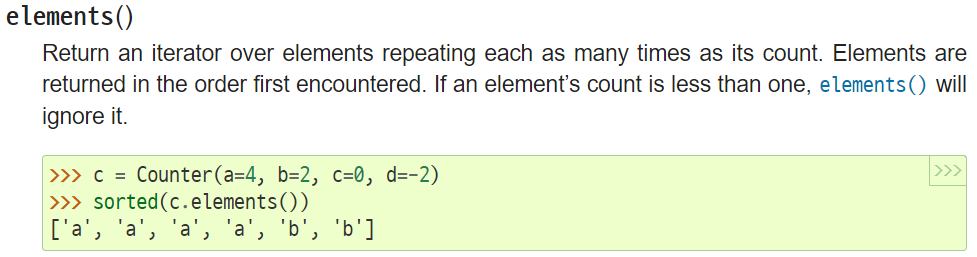 elements()
Return an iterator over elements repeating each as many times as its count. Elements are
returned in the order first encountered. If an element’s count is less than one, elements() will
ignore it.
>>> c = Counter(a=4, b=2, c=0, d=-2)
>>>
>>> sorted(c.elements())
['a', 'a', 'a', 'a', 'b', 'b']